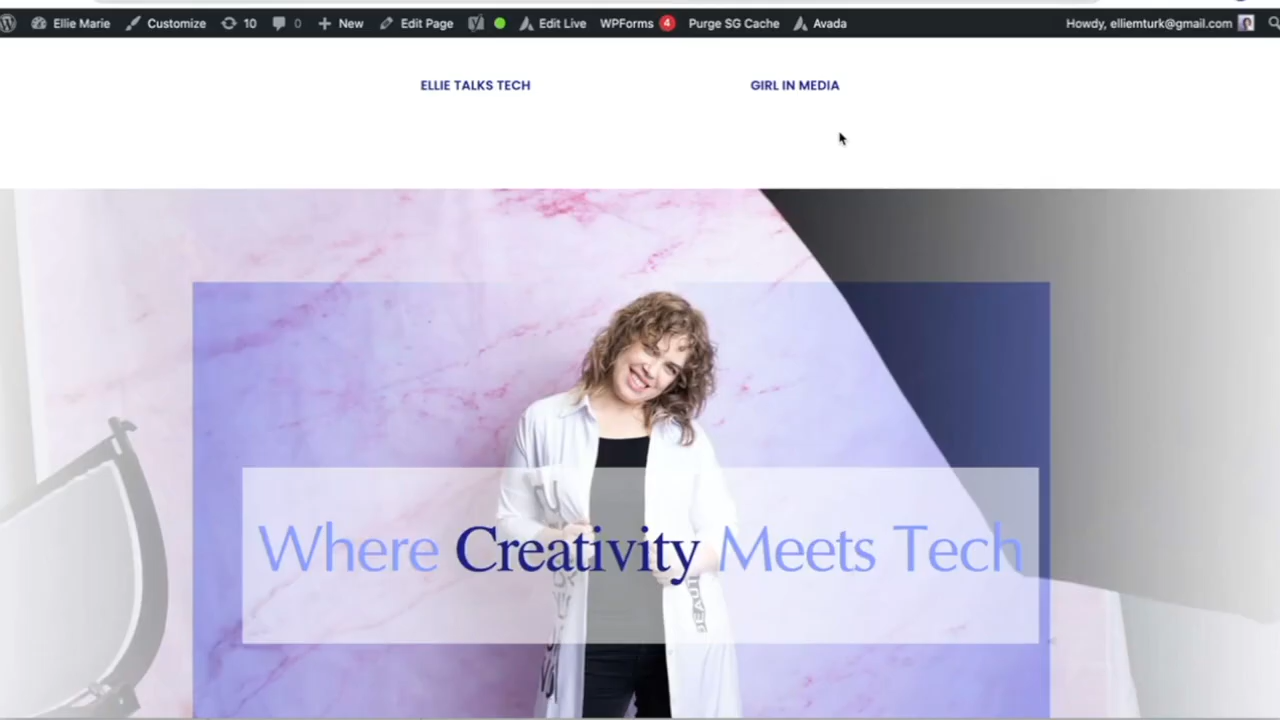 Ellie Marie Customize 10 0 New Edit Page Edit Live WPForms 4 Purge SG Cache Avada Howdy, elliemturk@gmail.com
ELLIE TALKS TECH GIRL IN MEDIA
Where Creativity Meets Tech